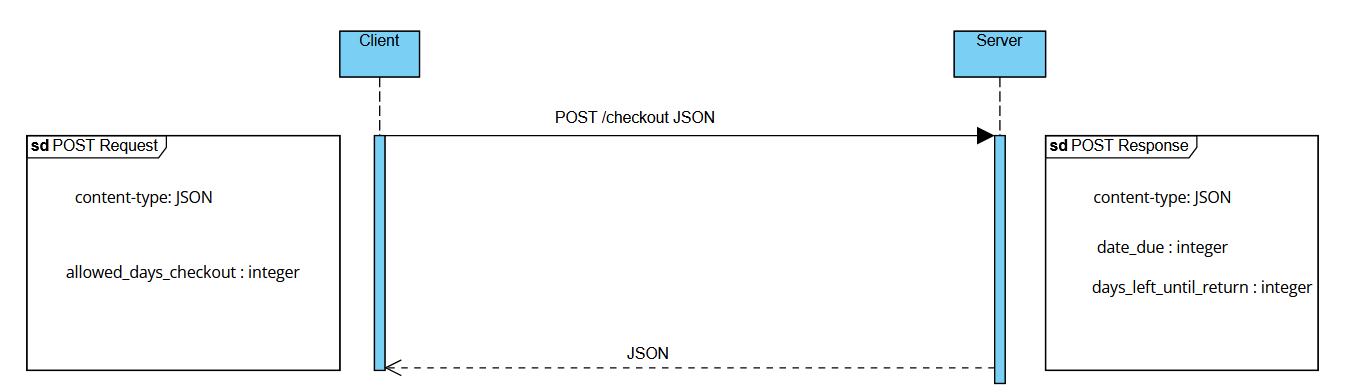 Client
Server
POST /checkout JSON
sd POST Request
content-type: JSON
allowed_days_checkout : integer
sd POST Response
content-type: JSON
date_due : integer
days_left_until_return : integer
JSON